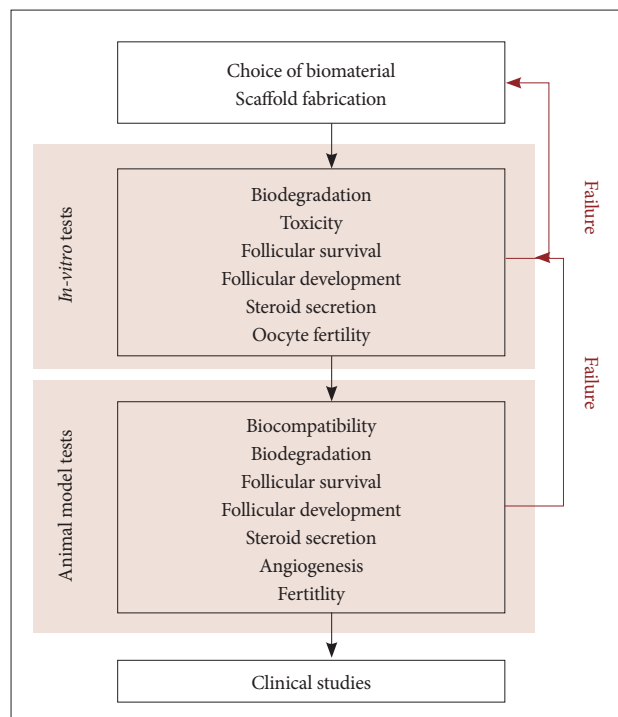 Choice of biomaterial
Scaffold fabrication
Failure
In-vitro tests
Biodegradation
Toxicity
Follicular survival
Follicular development
Steroid secretion
Oocyte fertility
Failure
Animal model tests
Biocompatibility
Biodegradation
Follicular survival
Follicular development
Steroid secretion
Angiogenesis
Fertitlity
Clinical studies